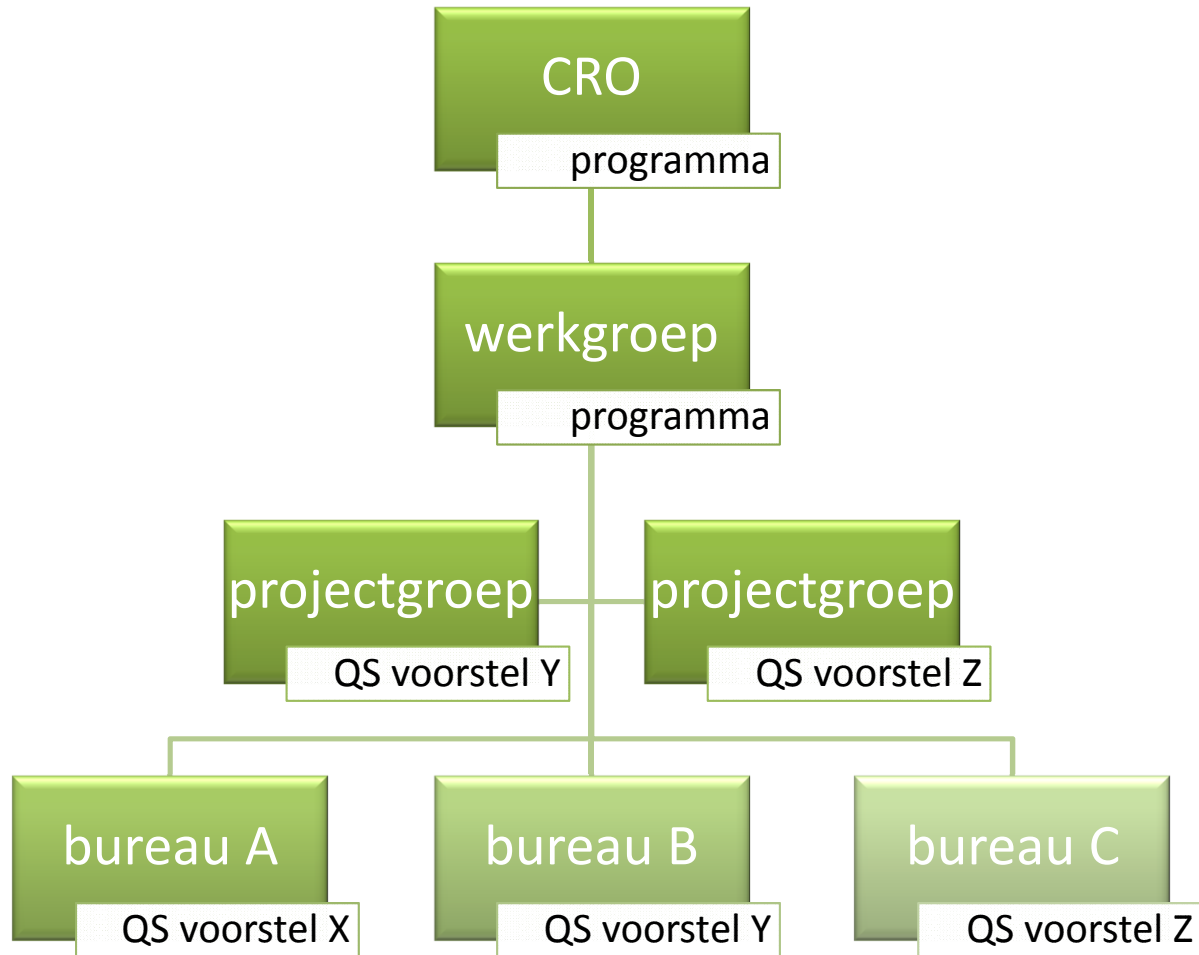 CRO
programma
werkgroep
programma
projectgroep
QS voorstel Y
projectgroep
QS voorstel Z
bureau A
QS voorstel X
bureau B
QS voorstel Y
bureau C
QS voorstel Z